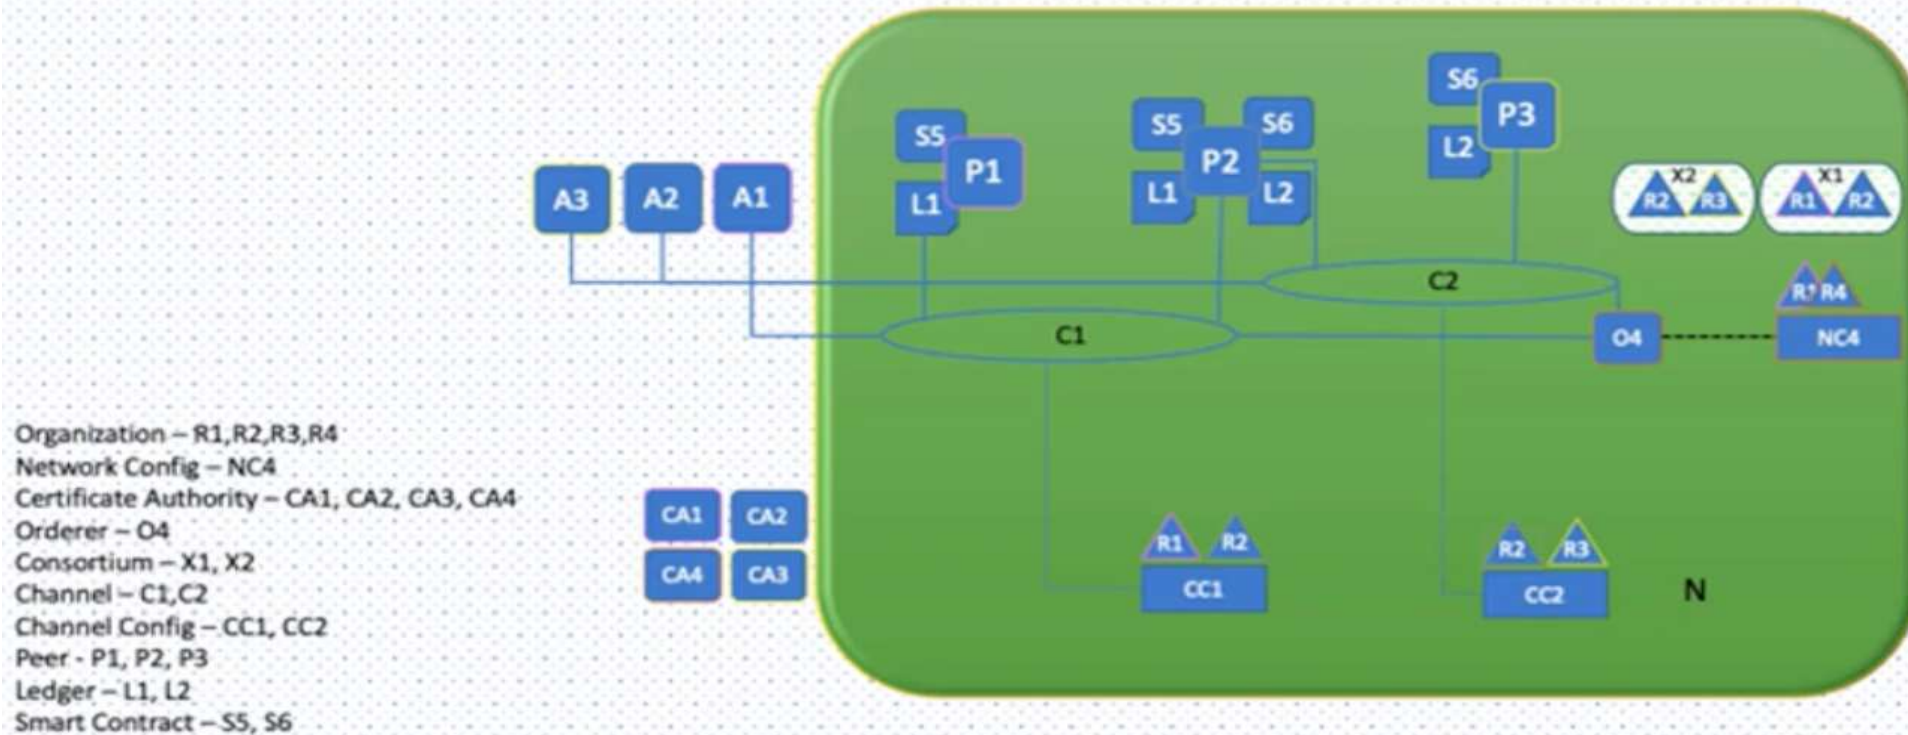 S6
P3
S5
S6
S5
P2
P1
L2
X2
X1
A3
A2
A1
L1
L1
L2
R2
R3
R1
R2
C2
R1
R4
C1
O4
NC4
Organization – R1,R2,R3,R4
Network Config – NC4
Certificate Authority – CA1, CA2, CA3, CA4
Orderer – O4
Consortium – X1, X2
Channel – C1,C2
Channel Config – CC1, CC2
Peer - P1, P2, P3
Ledger – L1, L2
Smart Contract – S5, S6
CA1
CA2
CA4
CA3
R1
R2
CC1
R2
R3
CC2
N